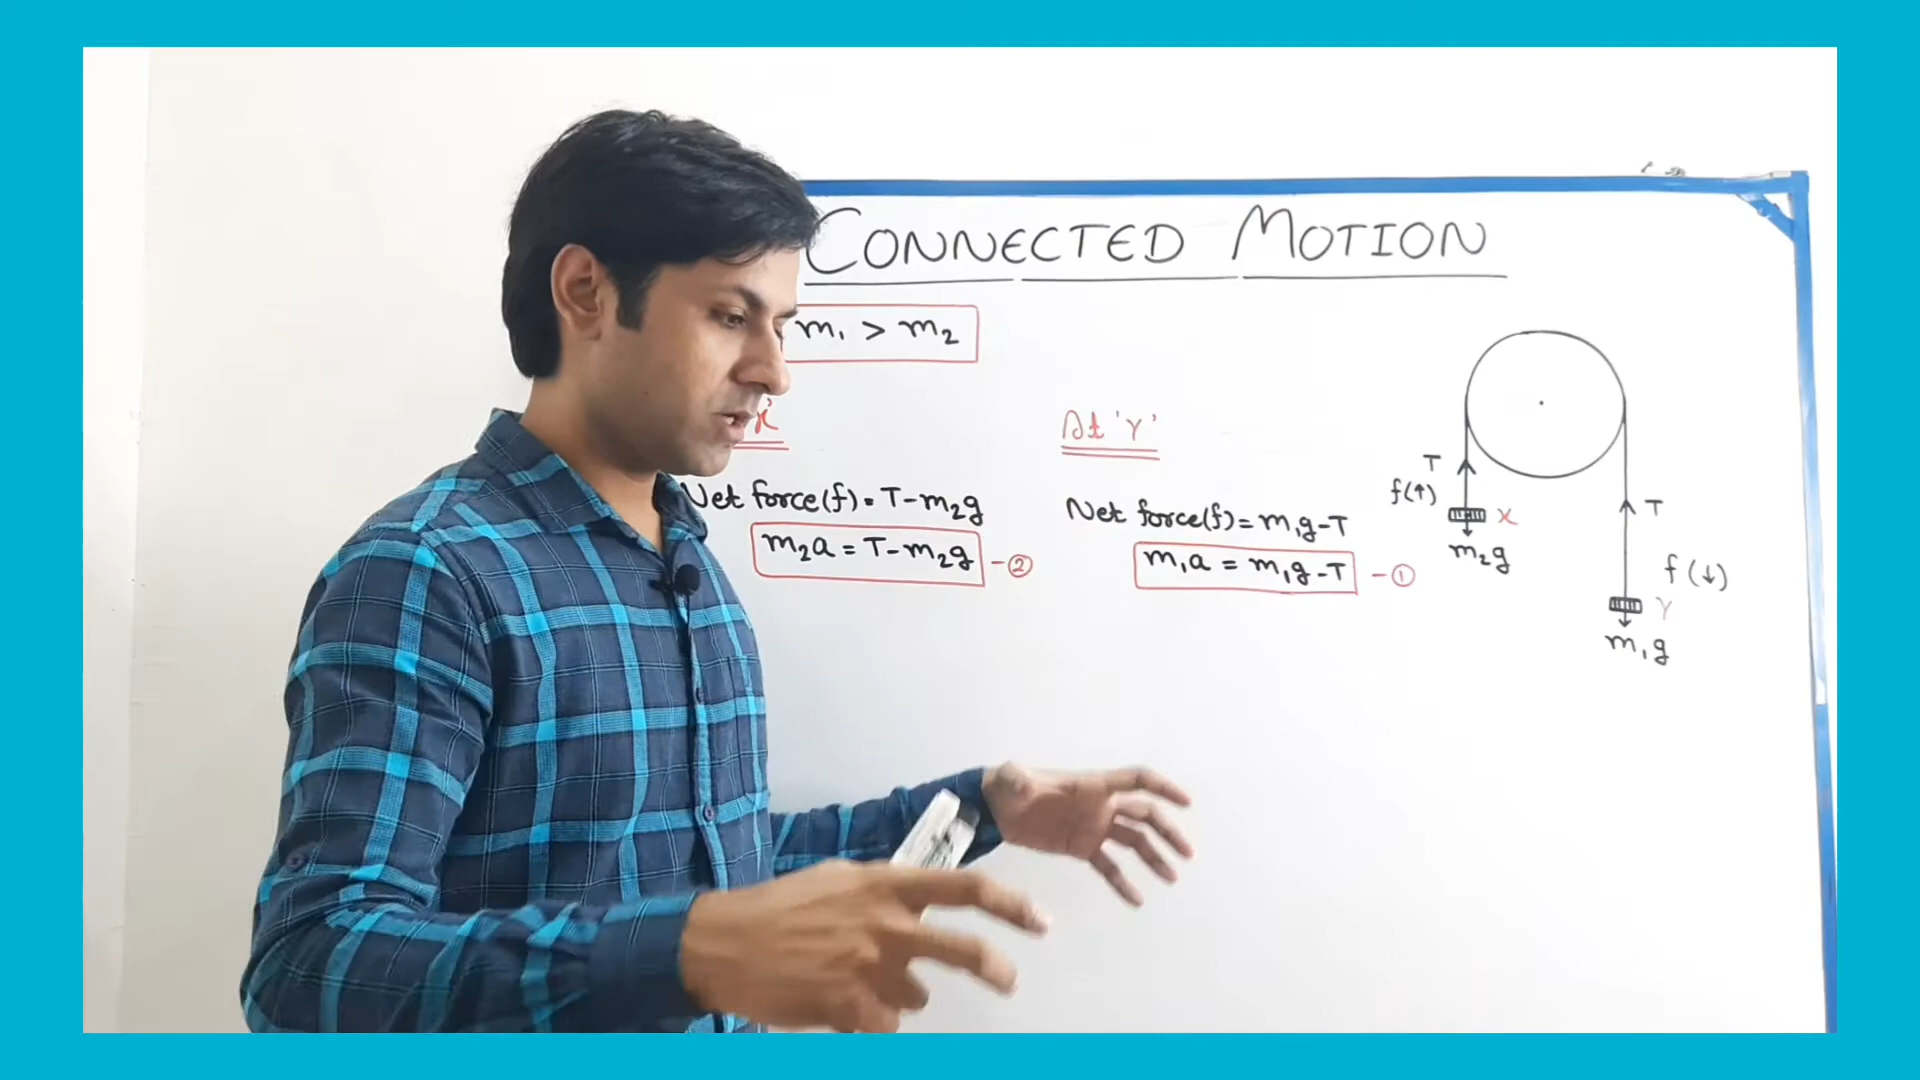 CONNECTED MOTION
m₁ > m₂
x'
Net force(f) = T-m₂g
m₂a = T-m₂g -②
At 'Y'
Net force(f) = m₁g-T
m₁a = m₁g-T -①
T
f(↑)
X
m₂g
T
f (↓)
Y
m₁g